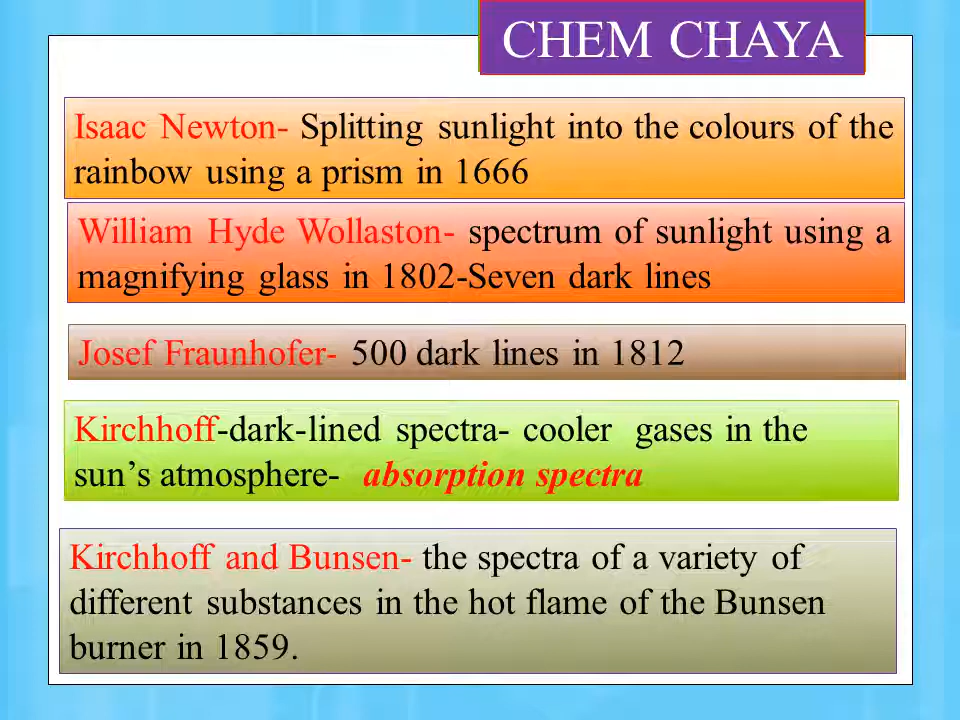 CHEM CHAYA
Isaac Newton- Splitting sunlight into the colours of the
rainbow using a prism in 1666
William Hyde Wollaston- spectrum of sunlight using a
magnifying glass in 1802-Seven dark lines
Josef Fraunhofer- 500 dark lines in 1812
Kirchhoff-dark-lined spectra- cooler gases in the
sun’s atmosphere- absorption spectra
Kirchhoff and Bunsen- the spectra of a variety of
different substances in the hot flame of the Bunsen
burner in 1859.